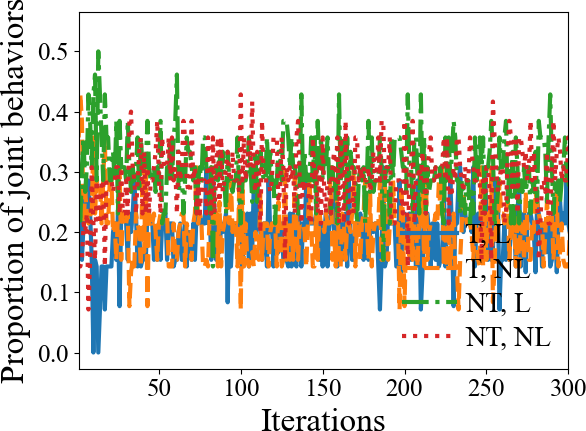 Proportion of joint behaviors
0.5
0.4
0.3
0.2
0.1
0.0
T, L
T, NL
NT, L
NT, NL
50
100
150
200
250
300
Iterations